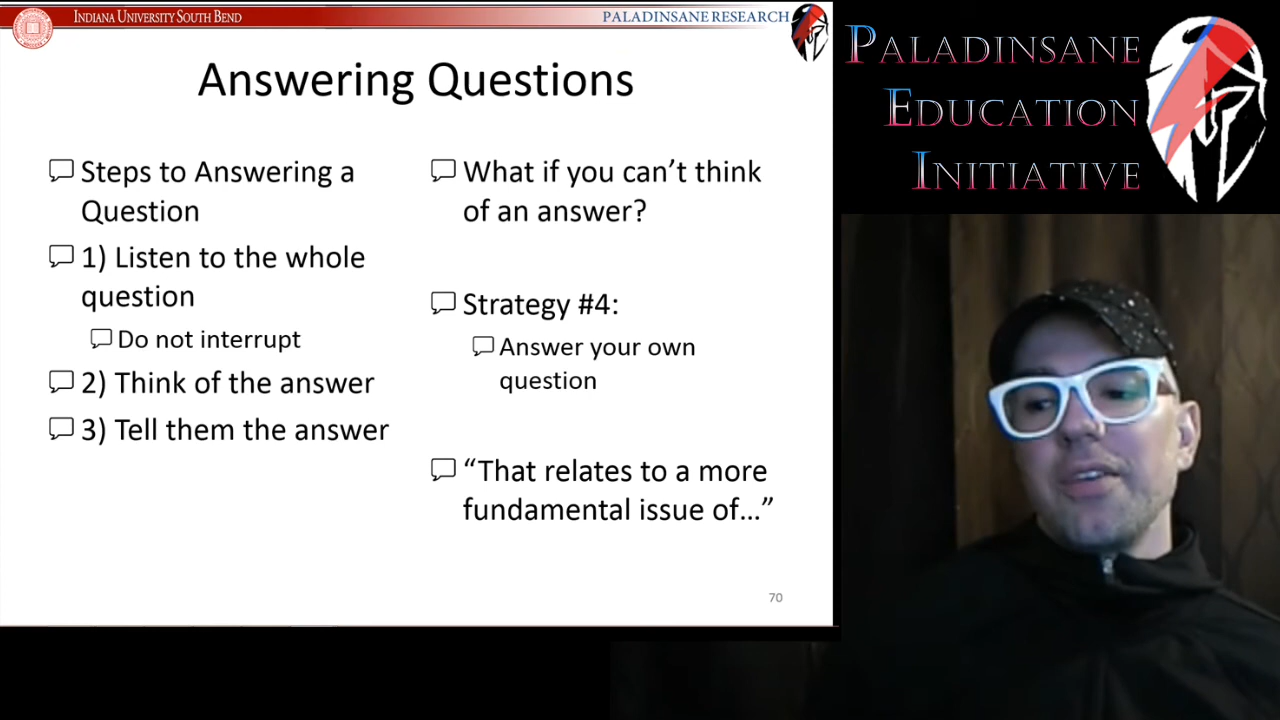 INDIANA UNIVERSITY SOUTH BEND
PALADINSANE RESEARCH
Answering Questions
Steps to Answering a
Question
1) Listen to the whole
question
Do not interrupt
2) Think of the answer
3) Tell them the answer
What if you can’t think
of an answer?
Strategy #4:
Answer your own
question
“That relates to a more
fundamental issue of…”
70
PALADINSANE
EDUCATION
INITIATIVE